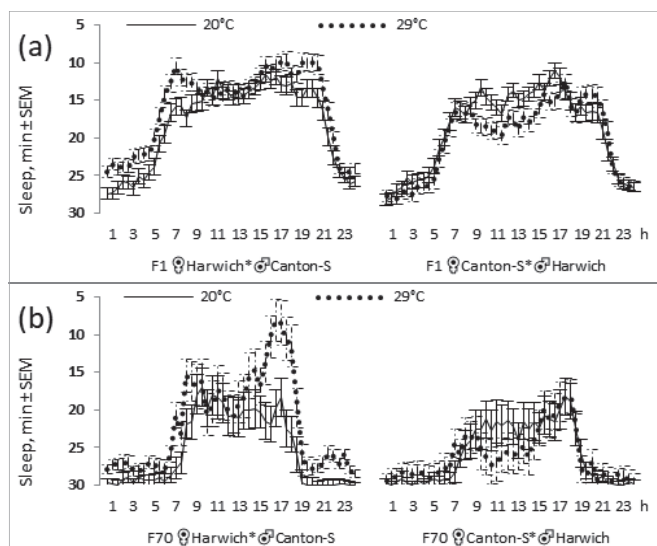 (a)
20°C 29°C
Sleep, min±SEM
5
10
15
20
25
30
1 3 5 7 9 11 13 15 17 19 21 23 1 3 5 7 9 11 13 15 17 19 21 23 h
F1 ♀Harwich*♂Canton-S F1 ♀Canton-S*♂Harwich
(b)
20°C 29°C
Sleep, min±SEM
5
10
15
20
25
30
1 3 5 7 9 11 13 15 17 19 21 23 1 3 5 7 9 11 13 15 17 19 21 23 h
F70 ♀Harwich*♂Canton-S F70 ♀Canton-S*♂Harwich